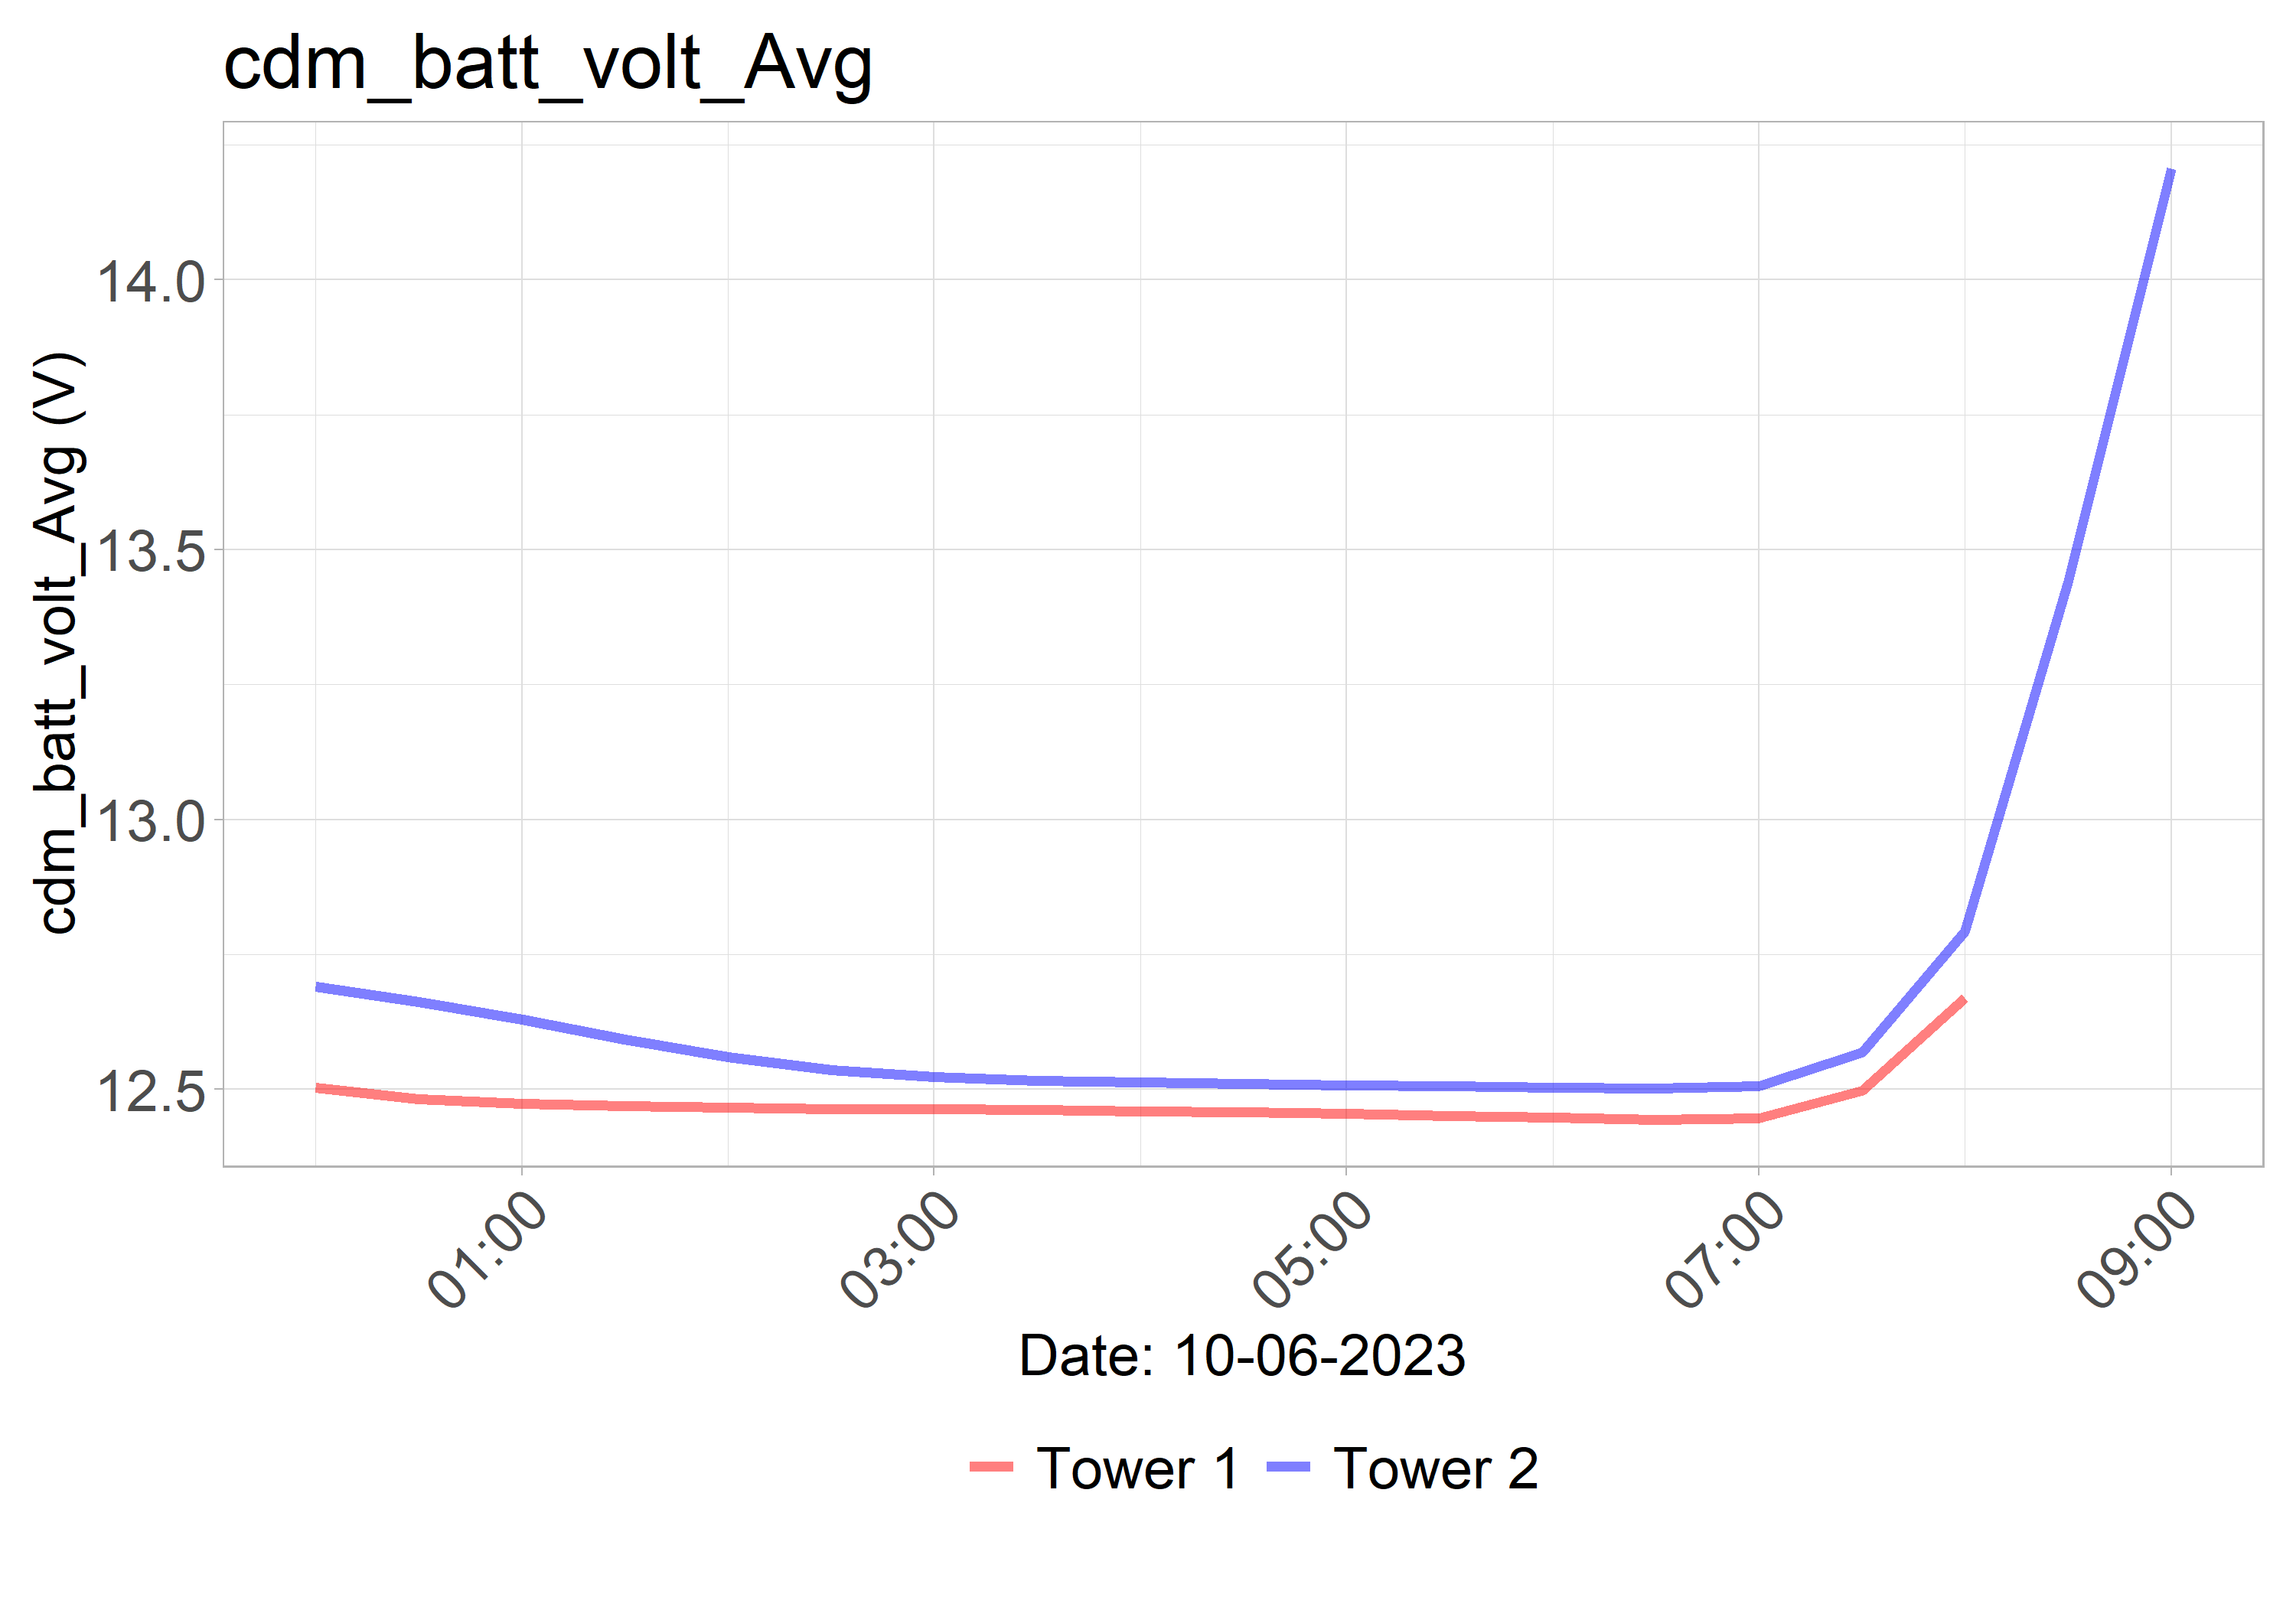 cdm_batt_volt_Avg
cdm_batt_volt_Avg (V)
14.0
13.5
13.0
12.5
01:00
03:00
05:00
07:00
09:00
Date: 10-06-2023
Tower 1
Tower 2